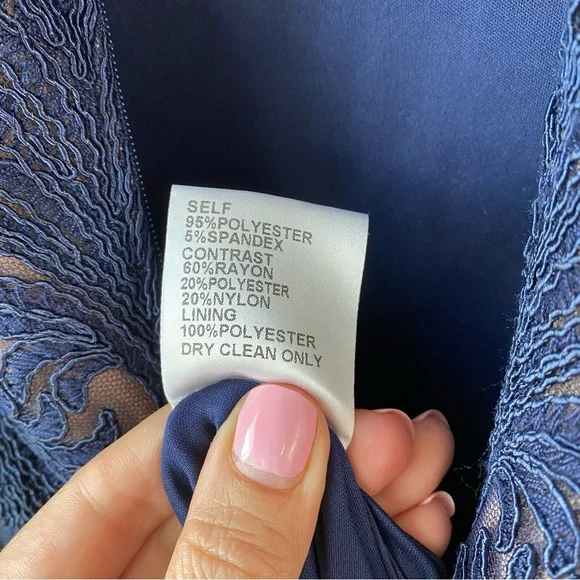 SELF
95%POLYESTER
5%SPANDEX
CONTRAST
60%RAYON
20%POLYESTER
20%NYLON
LINING
100%POLYESTER
DRY CLEAN ONLY